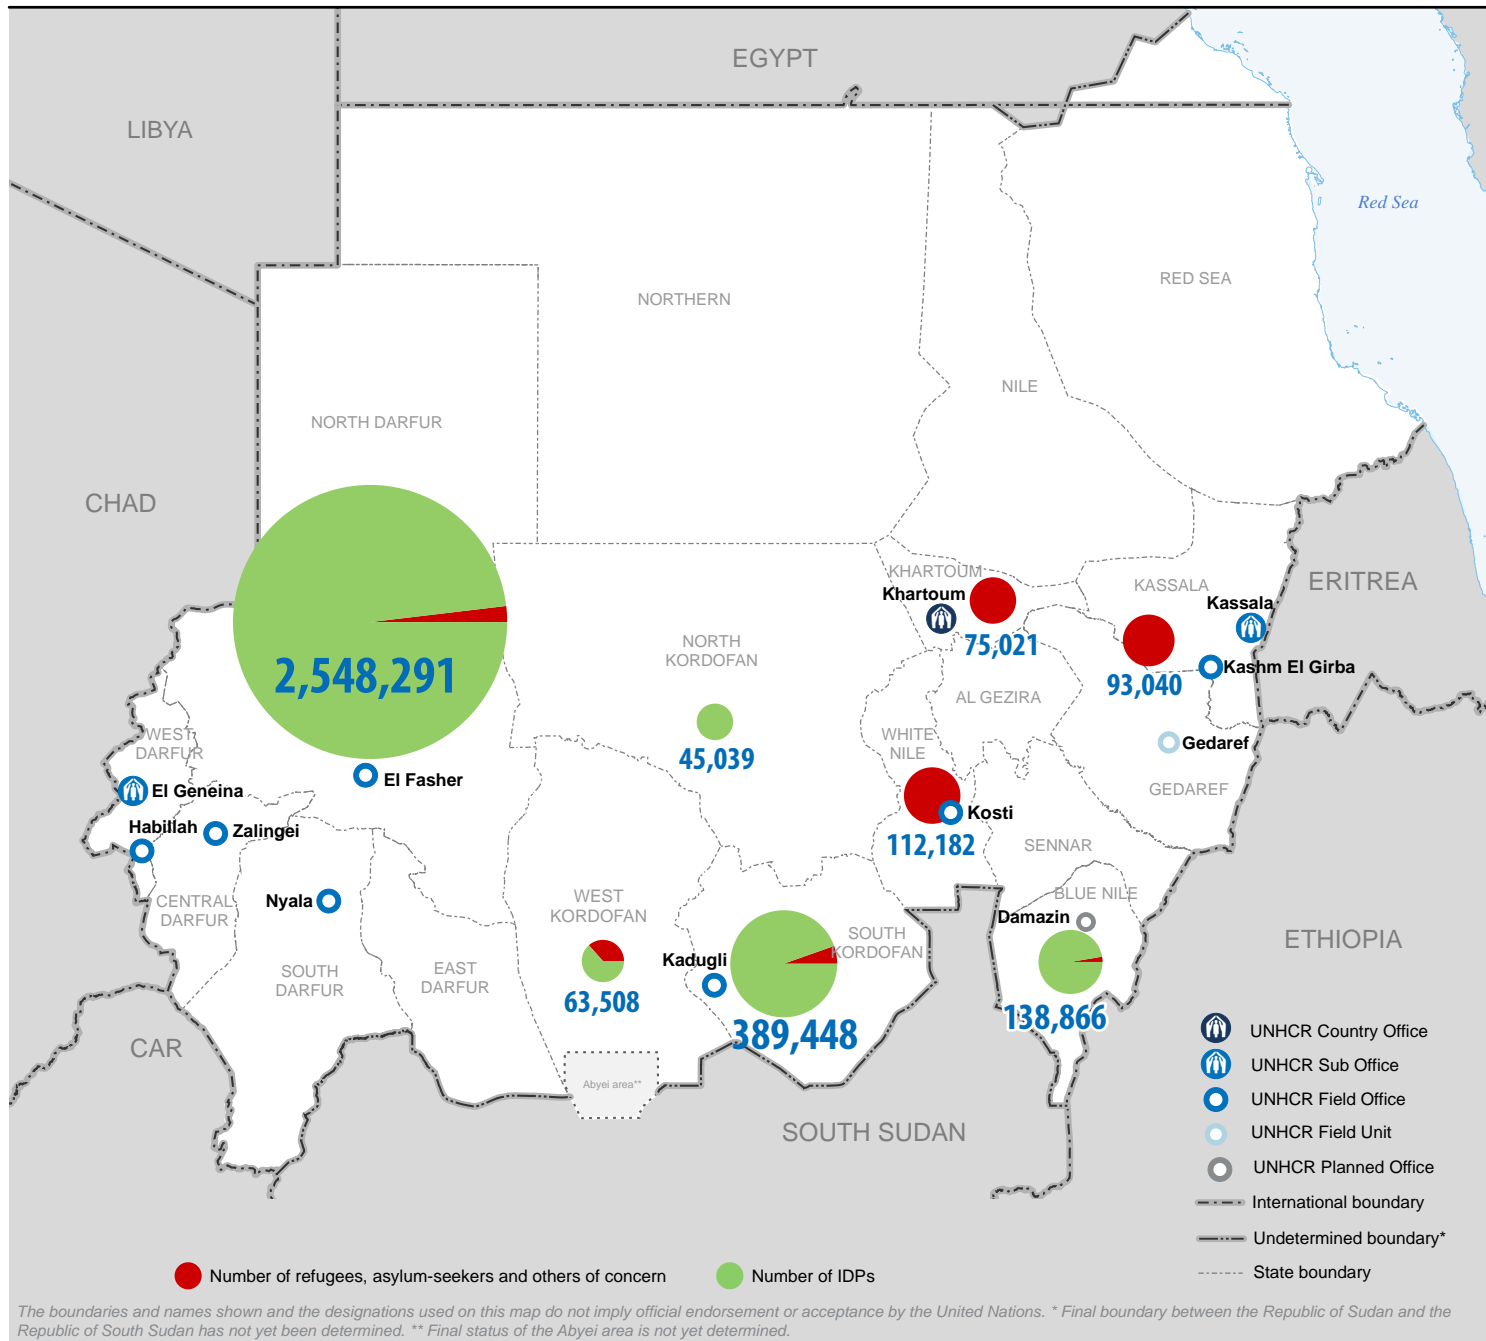 EGYPT
LIBYA
Red Sea
RED SEA
NORTHERN
NILE
NORTH DARFUR
CHAD
KHARTOUM
Khartoum
75,021
KASSALA
Kassala
ERITREA
93,040
Kashm El Girba
2,548,291
NORTH
KORDOFAN
45,039
AL GEZIRA
WHITE
NILE
WEST
DARFUR
Gedaref
GEDAREF
El Fasher
El Geneina
Habillah
Zalingei
Kosti
112,182
SENNAR
CENTRAL
DARFUR
Nyala
WEST
KORDOFAN
63,508
Kadugli
SOUTH
KORDOFAN
389,448
BLUE NILE
Damazin
138,866
ETHIOPIA
SOUTH
DARFUR
EAST
DARFUR
CAR
Abyei area**
SOUTH SUDAN
UNHCR Country Office
UNHCR Sub Office
UNHCR Field Office
UNHCR Field Unit
UNHCR Planned Office
International boundary
Undetermined boundary*
State boundary
Number of refugees, asylum-seekers and others of concern
Number of IDPs
The boundaries and names shown and the designations used on this map do not imply official endorsement or acceptance by the United Nations. * Final boundary between the Republic of Sudan and the
Republic of South Sudan has not yet been determined. ** Final status of the Abyei area is not yet determined.